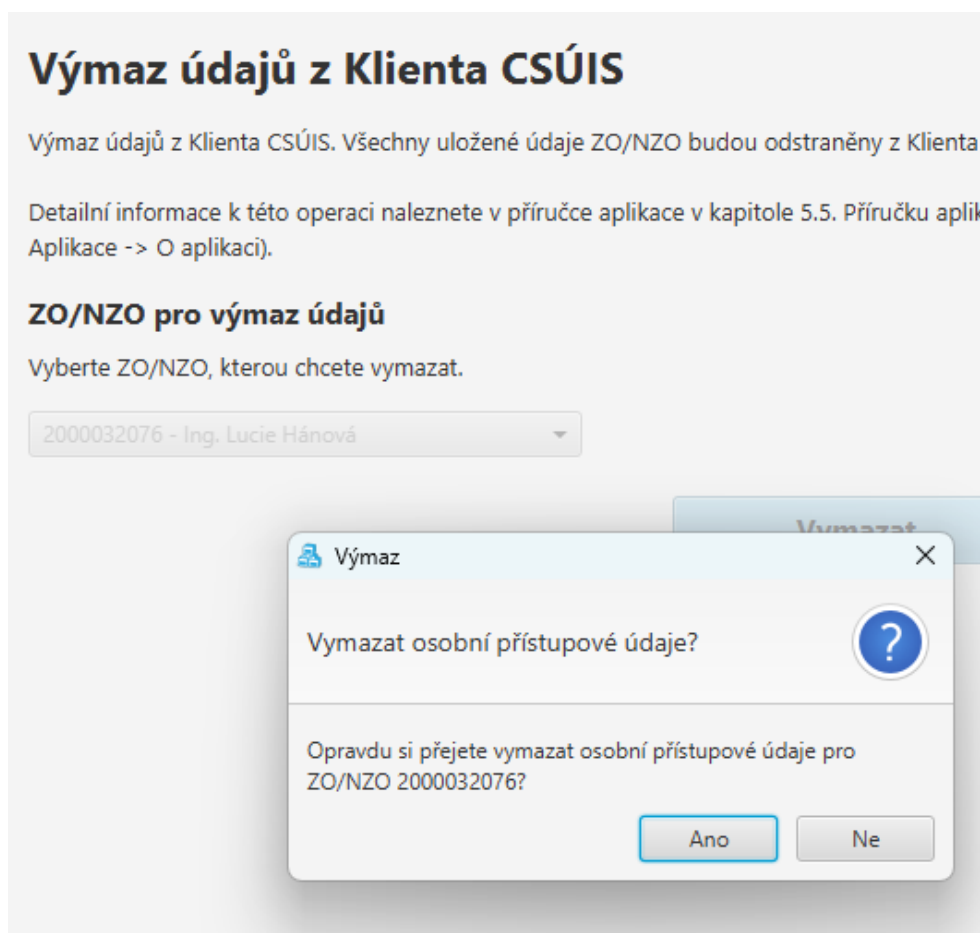 Výmaz údajů z Klienta CSÚIS
Výmaz údajů z Klienta CSÚIS. Všechny uložené údaje ZO/NZO budou odstraněny z Klienta
Detailní informace k této operaci naleznete v příručce aplikace v kapitole 5.5. Příručku aplik
Aplikace -> O aplikaci).
ZO/NZO pro výmaz údajů
Vyberte ZO/NZO, kterou chcete vymazat.
2000032076 - Ing. Lucie Hánová
Vymazat
Výmaz
Vymazat osobní přístupové údaje?
Opravdu si přejete vymazat osobní přístupové údaje pro
ZO/NZO 2000032076?
Ano Ne